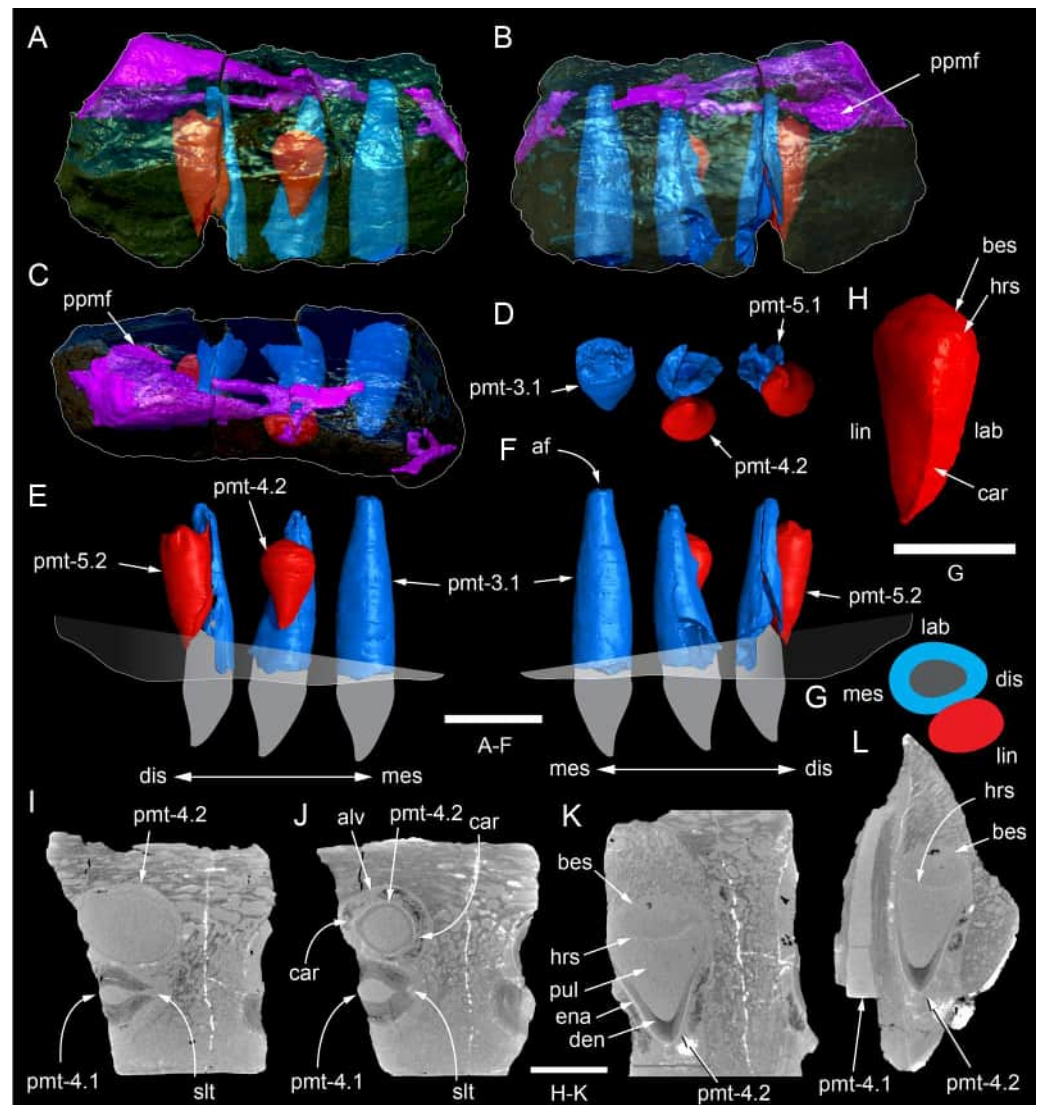 A
B
ppmf
C
ppmf
D
pmt-5.1
pmt-3.1
pmt-4.2
bes
hrs
H
lin
lab
car
G
E
pmt-4.2
pmt-5.2
F
af
pmt-3.1
pmt-5.2
A-F
dis
mes
mes
dis
lab
G
mes
dis
lin
I
pmt-4.2
pmt-4.1
slt
J
alv
pmt-4.2
car
car
pmt-4.1
slt
H-K
K
bes
hrs
pul
ena
den
pmt-4.2
L
hrs
bes
pmt-4.1
pmt-4.2